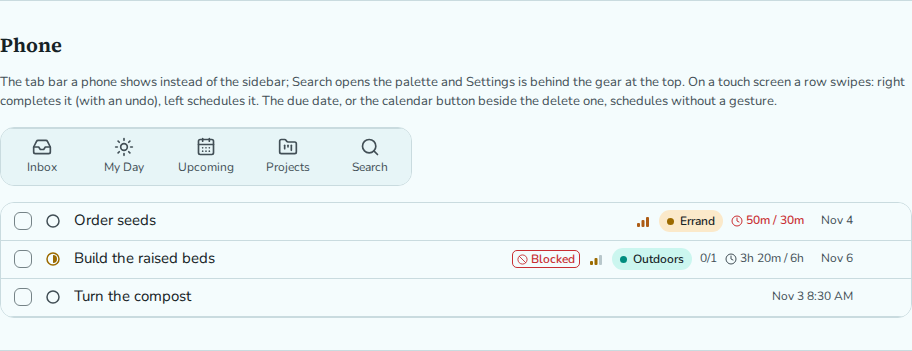 Phone
The tab bar a phone shows instead of the sidebar; Search opens the palette and Settings is behind the gear at the top. On a touch screen a row swipes: right
completes it (with an undo), left schedules it. The due date, or the calendar button beside the delete one, schedules without a gesture.
Inbox My Day Upcoming Projects Search
Order seeds Errand 50m / 30m Nov 4
Build the raised beds Blocked Outdoors 0/1 3h 20m / 6h Nov 6
Turn the compost Nov 3 8:30 AM